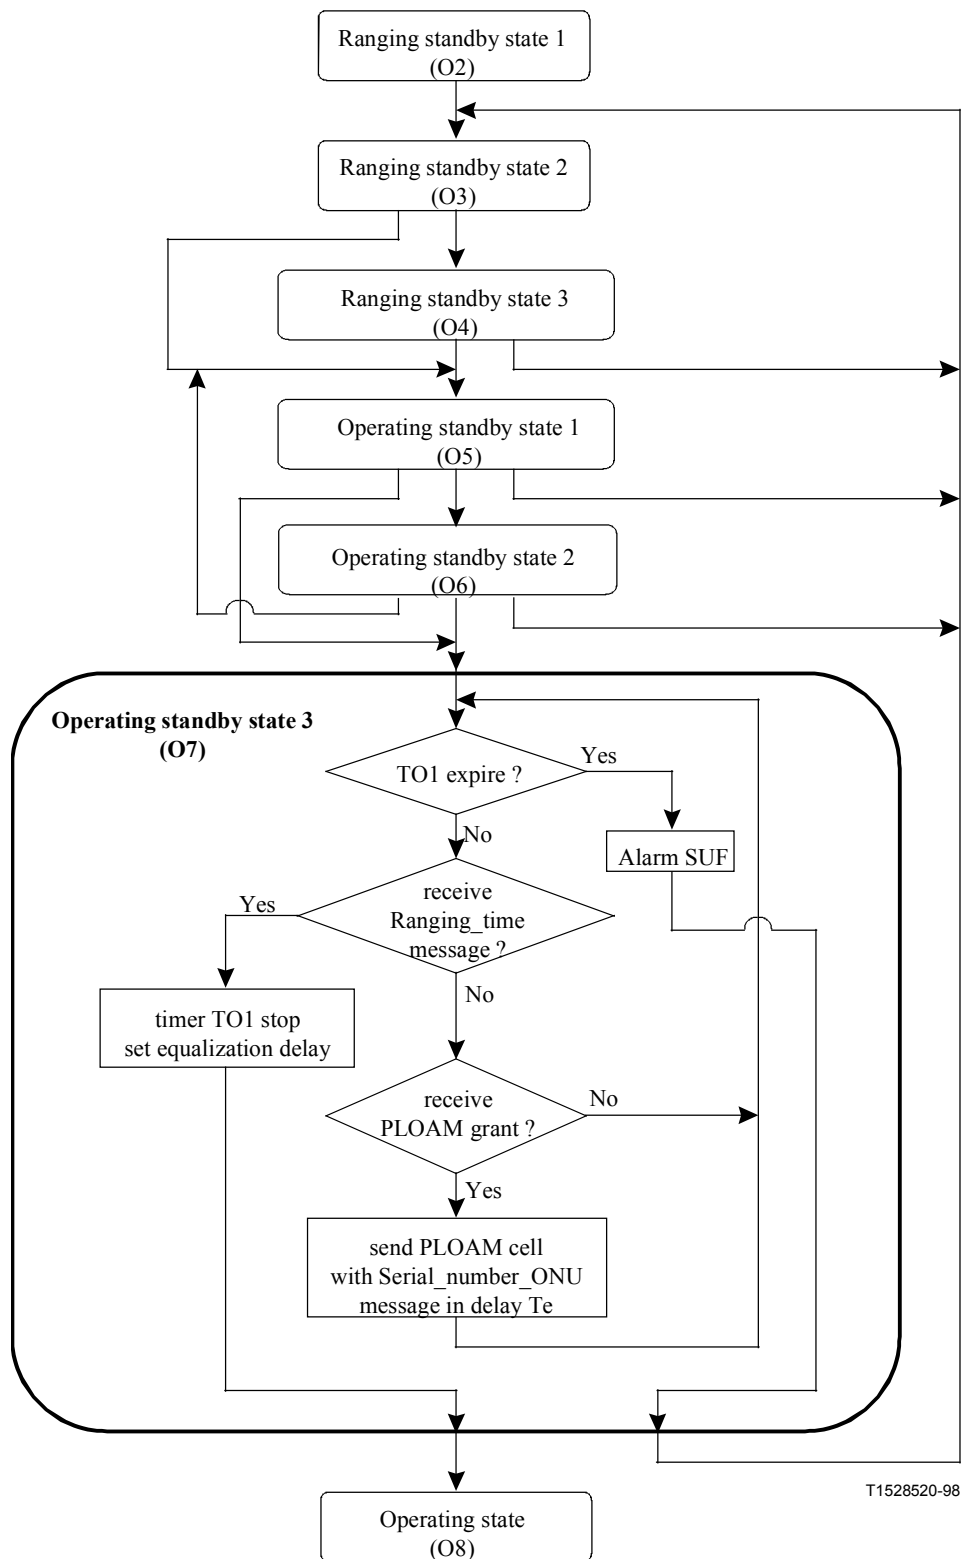 Ranging standby state 1
(O2)
Ranging standby state 2
(O3)
Ranging standby state 3
(O4)
Operating standby state 1
(O5)
Operating standby state 2
(O6)
Operating standby state 3
(O7)
TO1 expire ?
Yes
No
Alarm SUF
receive
Ranging_time
message ?
Yes
No
timer TO1 stop
set equalization delay
receive
PLOAM grant ?
No
Yes
send PLOAM cell
with Serial_number_ONU
message in delay Te
T1528520-98
Operating state
(O8)